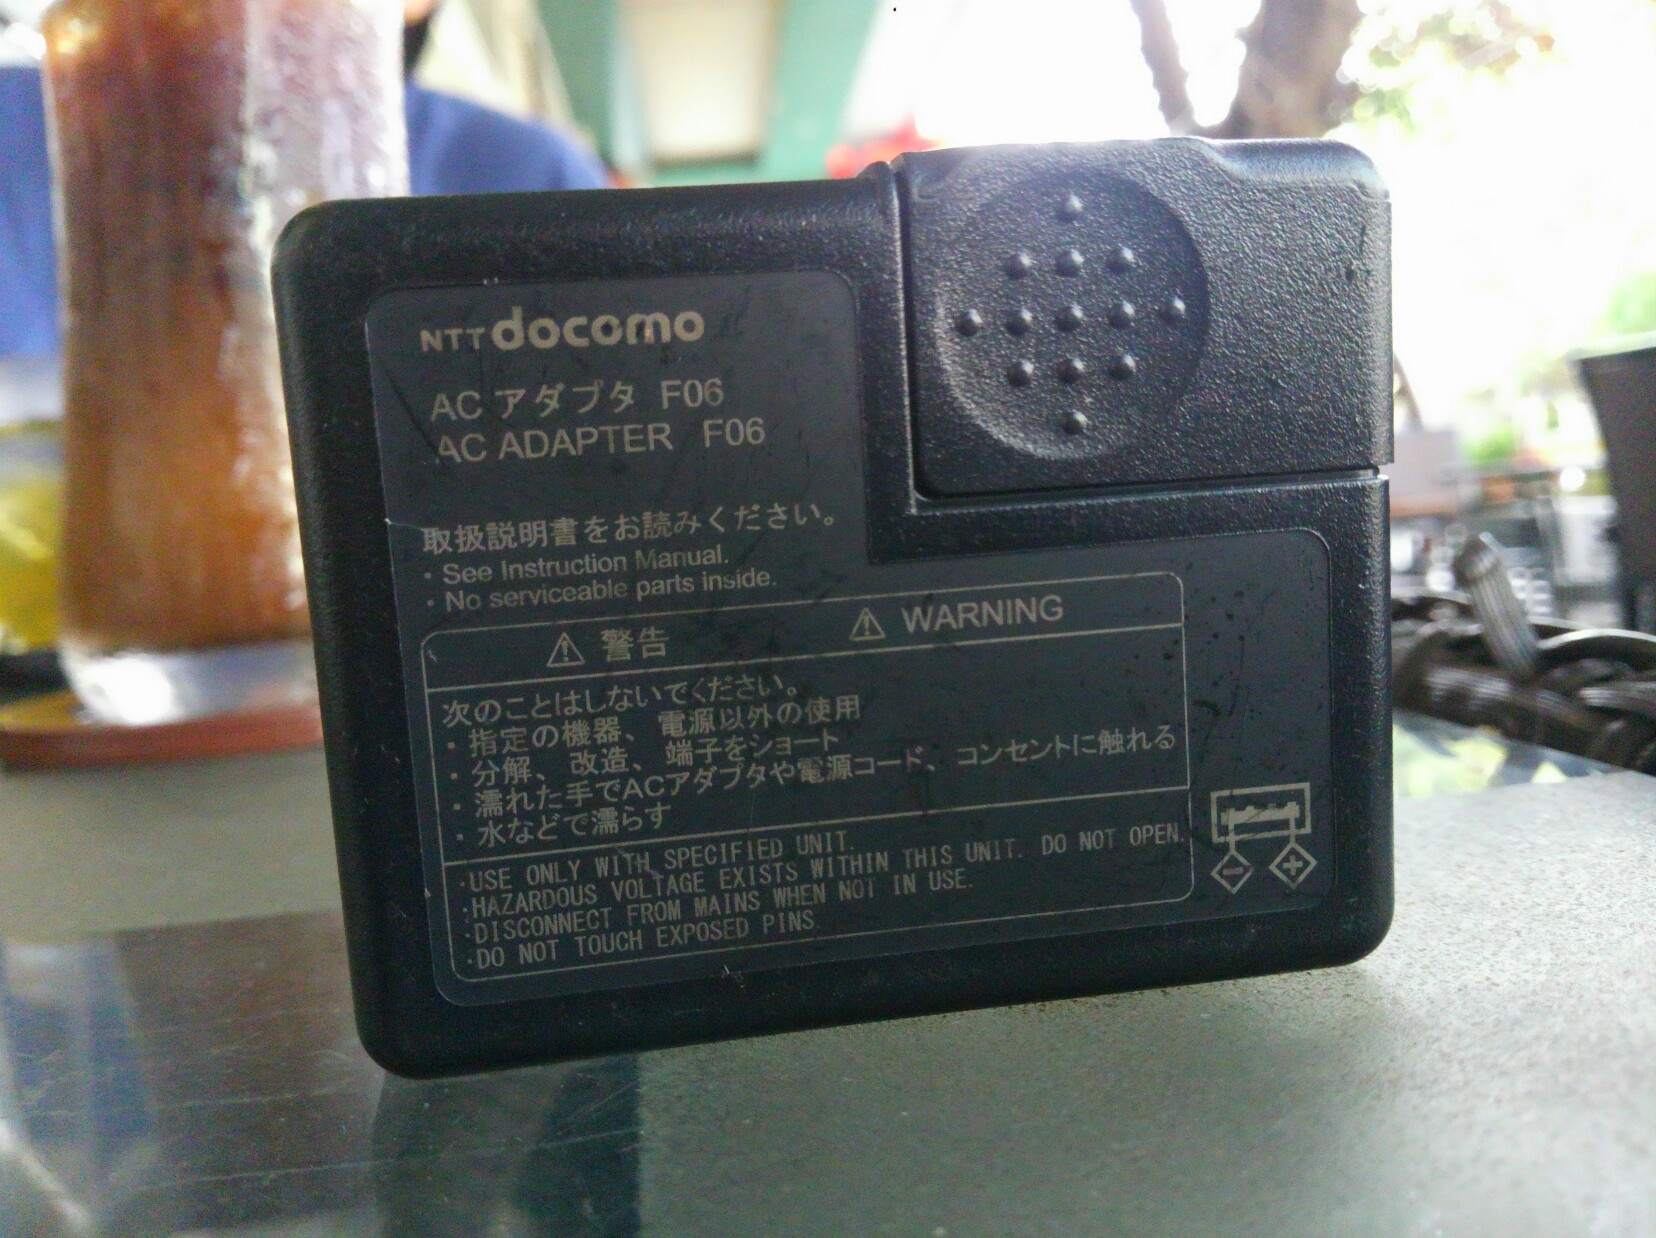 NTT docomo
AC アダプタ F06
AC ADAPTER F06
取扱説明書をお読みください。
・See Instruction Manual.
・No serviceable parts inside.
⚠ 警告 ⚠ WARNING
次のことはしないでください。
・指定の機器、電源以外の使用
・分解、改造、端子をショート
・濡れた手でACアダプタや電源コード、コンセントに触れる
・水などで濡らす
・USE ONLY WITH SPECIFIED UNIT.
・HAZARDOUS VOLTAGE EXISTS WITHIN THIS UNIT. DO NOT OPEN.
・DISCONNECT FROM MAINS WHEN NOT IN USE.
・DO NOT TOUCH EXPOSED PINS.
- +